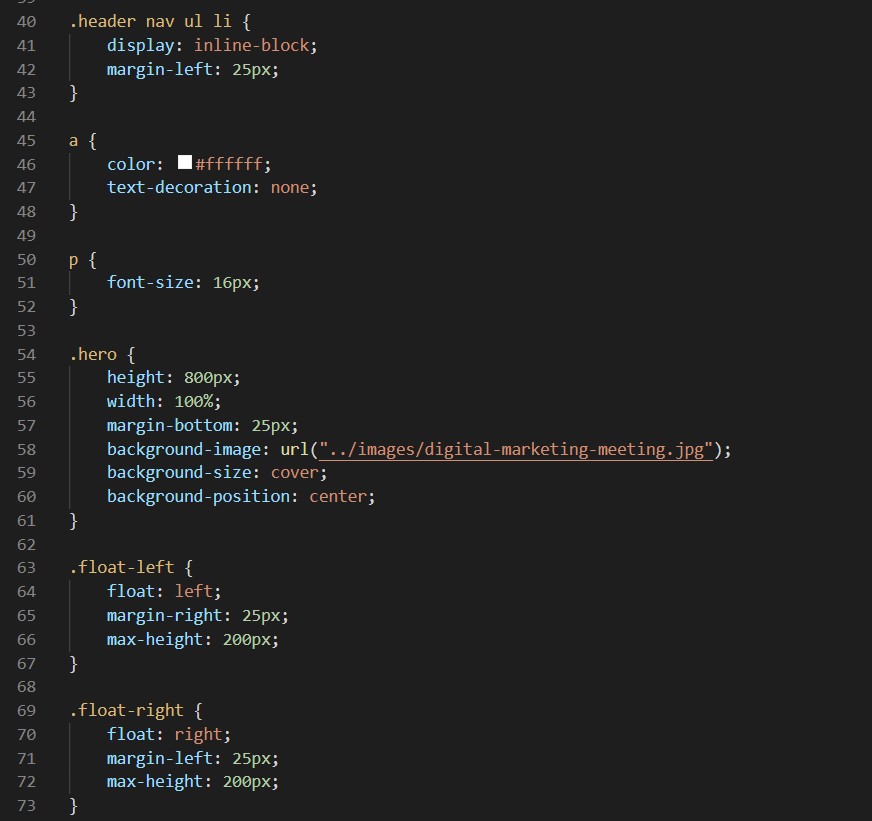 40 .header nav ul li {
41     display: inline-block;
42     margin-left: 25px;
43 }
44
45 a {
46     color: #ffffff;
47     text-decoration: none;
48 }
49
50 p {
51     font-size: 16px;
52 }
53
54 .hero {
55     height: 800px;
56     width: 100%;
57     margin-bottom: 25px;
58     background-image: url("../images/digital-marketing-meeting.jpg");
59     background-size: cover;
60     background-position: center;
61 }
62
63 .float-left {
64     float: left;
65     margin-right: 25px;
66     max-height: 200px;
67 }
68
69 .float-right {
70     float: right;
71     margin-left: 25px;
72     max-height: 200px;
73 }